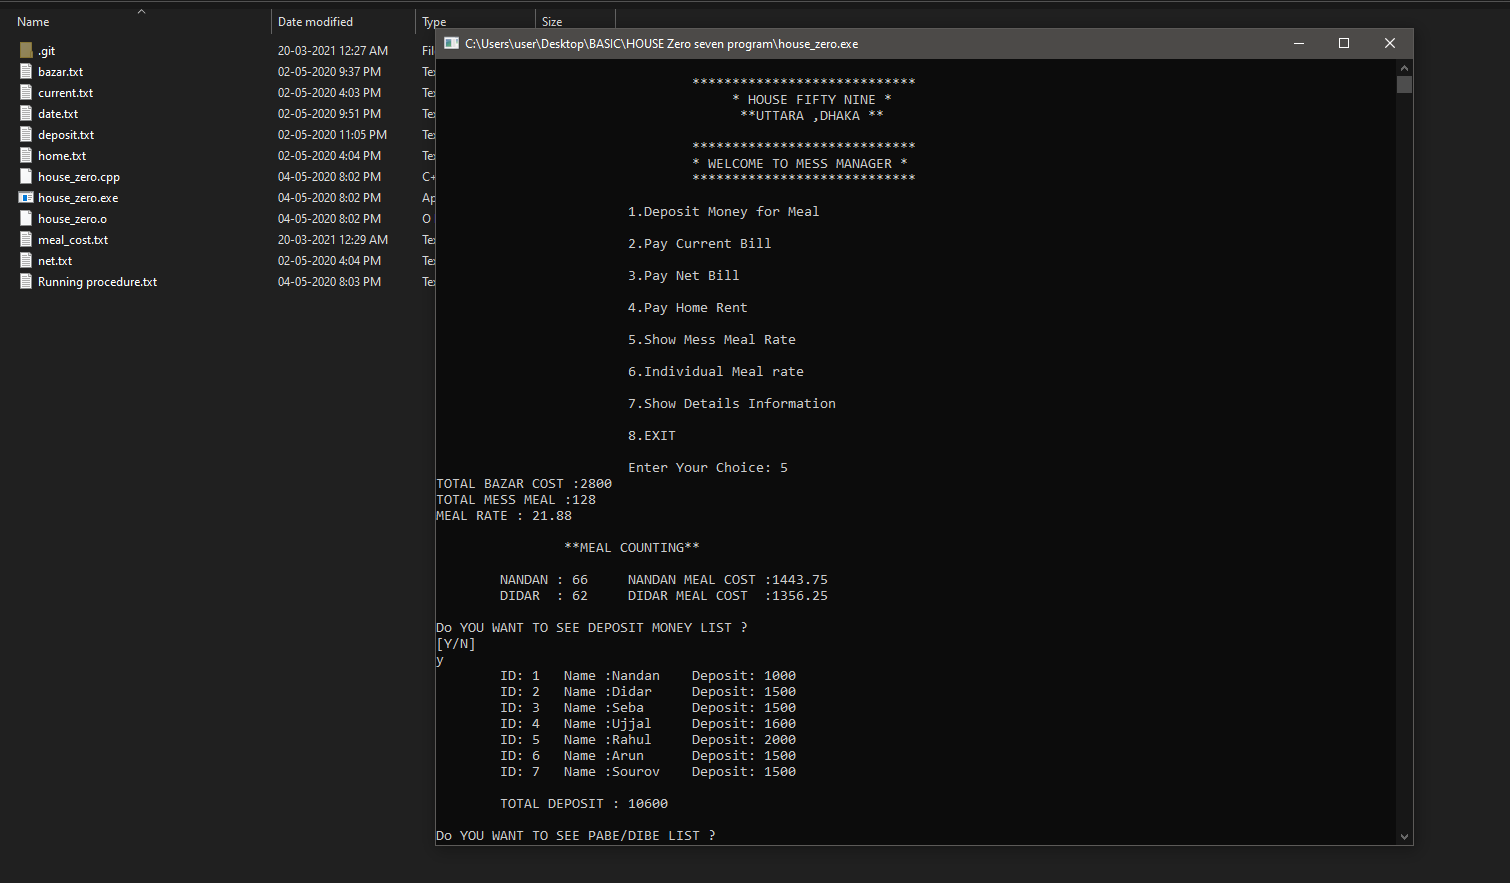 Name Date modified Type Size
.git 20-03-2021 12:27 AM Fil
bazar.txt 02-05-2020 9:37 PM Te
current.txt 02-05-2020 4:03 PM Te
date.txt 02-05-2020 9:51 PM Te
deposit.txt 02-05-2020 11:05 PM Te
home.txt 02-05-2020 4:04 PM Te
house_zero.cpp 04-05-2020 8:02 PM C+
house_zero.exe 04-05-2020 8:02 PM Ap
house_zero.o 04-05-2020 8:02 PM O
meal_cost.txt 20-03-2021 12:29 AM Te
net.txt 02-05-2020 4:04 PM Te
Running procedure.txt 04-05-2020 8:03 PM Te
C:\Users\user\Desktop\BASIC\HOUSE Zero seven program\house_zero.exe
****************************
* HOUSE FIFTY NINE *
**UTTARA ,DHAKA **
****************************
* WELCOME TO MESS MANAGER *
****************************
1.Deposit Money for Meal
2.Pay Current Bill
3.Pay Net Bill
4.Pay Home Rent
5.Show Mess Meal Rate
6.Individual Meal rate
7.Show Details Information
8.EXIT
Enter Your Choice: 5
TOTAL BAZAR COST :2800
TOTAL MESS MEAL :128
MEAL RATE : 21.88
**MEAL COUNTING**
NANDAN : 66 NANDAN MEAL COST :1443.75
DIDAR : 62 DIDAR MEAL COST :1356.25
Do YOU WANT TO SEE DEPOSIT MONEY LIST ?
[Y/N]
y
ID: 1 Name :Nandan Deposit: 1000
ID: 2 Name :Didar Deposit: 1500
ID: 3 Name :Seba Deposit: 1500
ID: 4 Name :Ujjal Deposit: 1600
ID: 5 Name :Rahul Deposit: 2000
ID: 6 Name :Arun Deposit: 1500
ID: 7 Name :Sourov Deposit: 1500
TOTAL DEPOSIT : 10600
Do YOU WANT TO SEE PABE/DIBE LIST ?